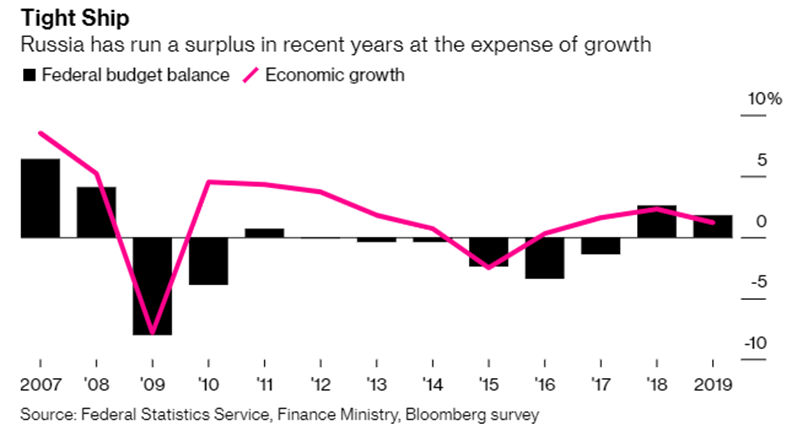 Tight Ship
Russia has run a surplus in recent years at the expense of growth
Federal budget balance Economic growth
10%
5
0
-5
-10
2007 '08 '09 '10 '11 '12 '13 '14 '15 '16 '17 '18 2019
Source: Federal Statistics Service, Finance Ministry, Bloomberg survey